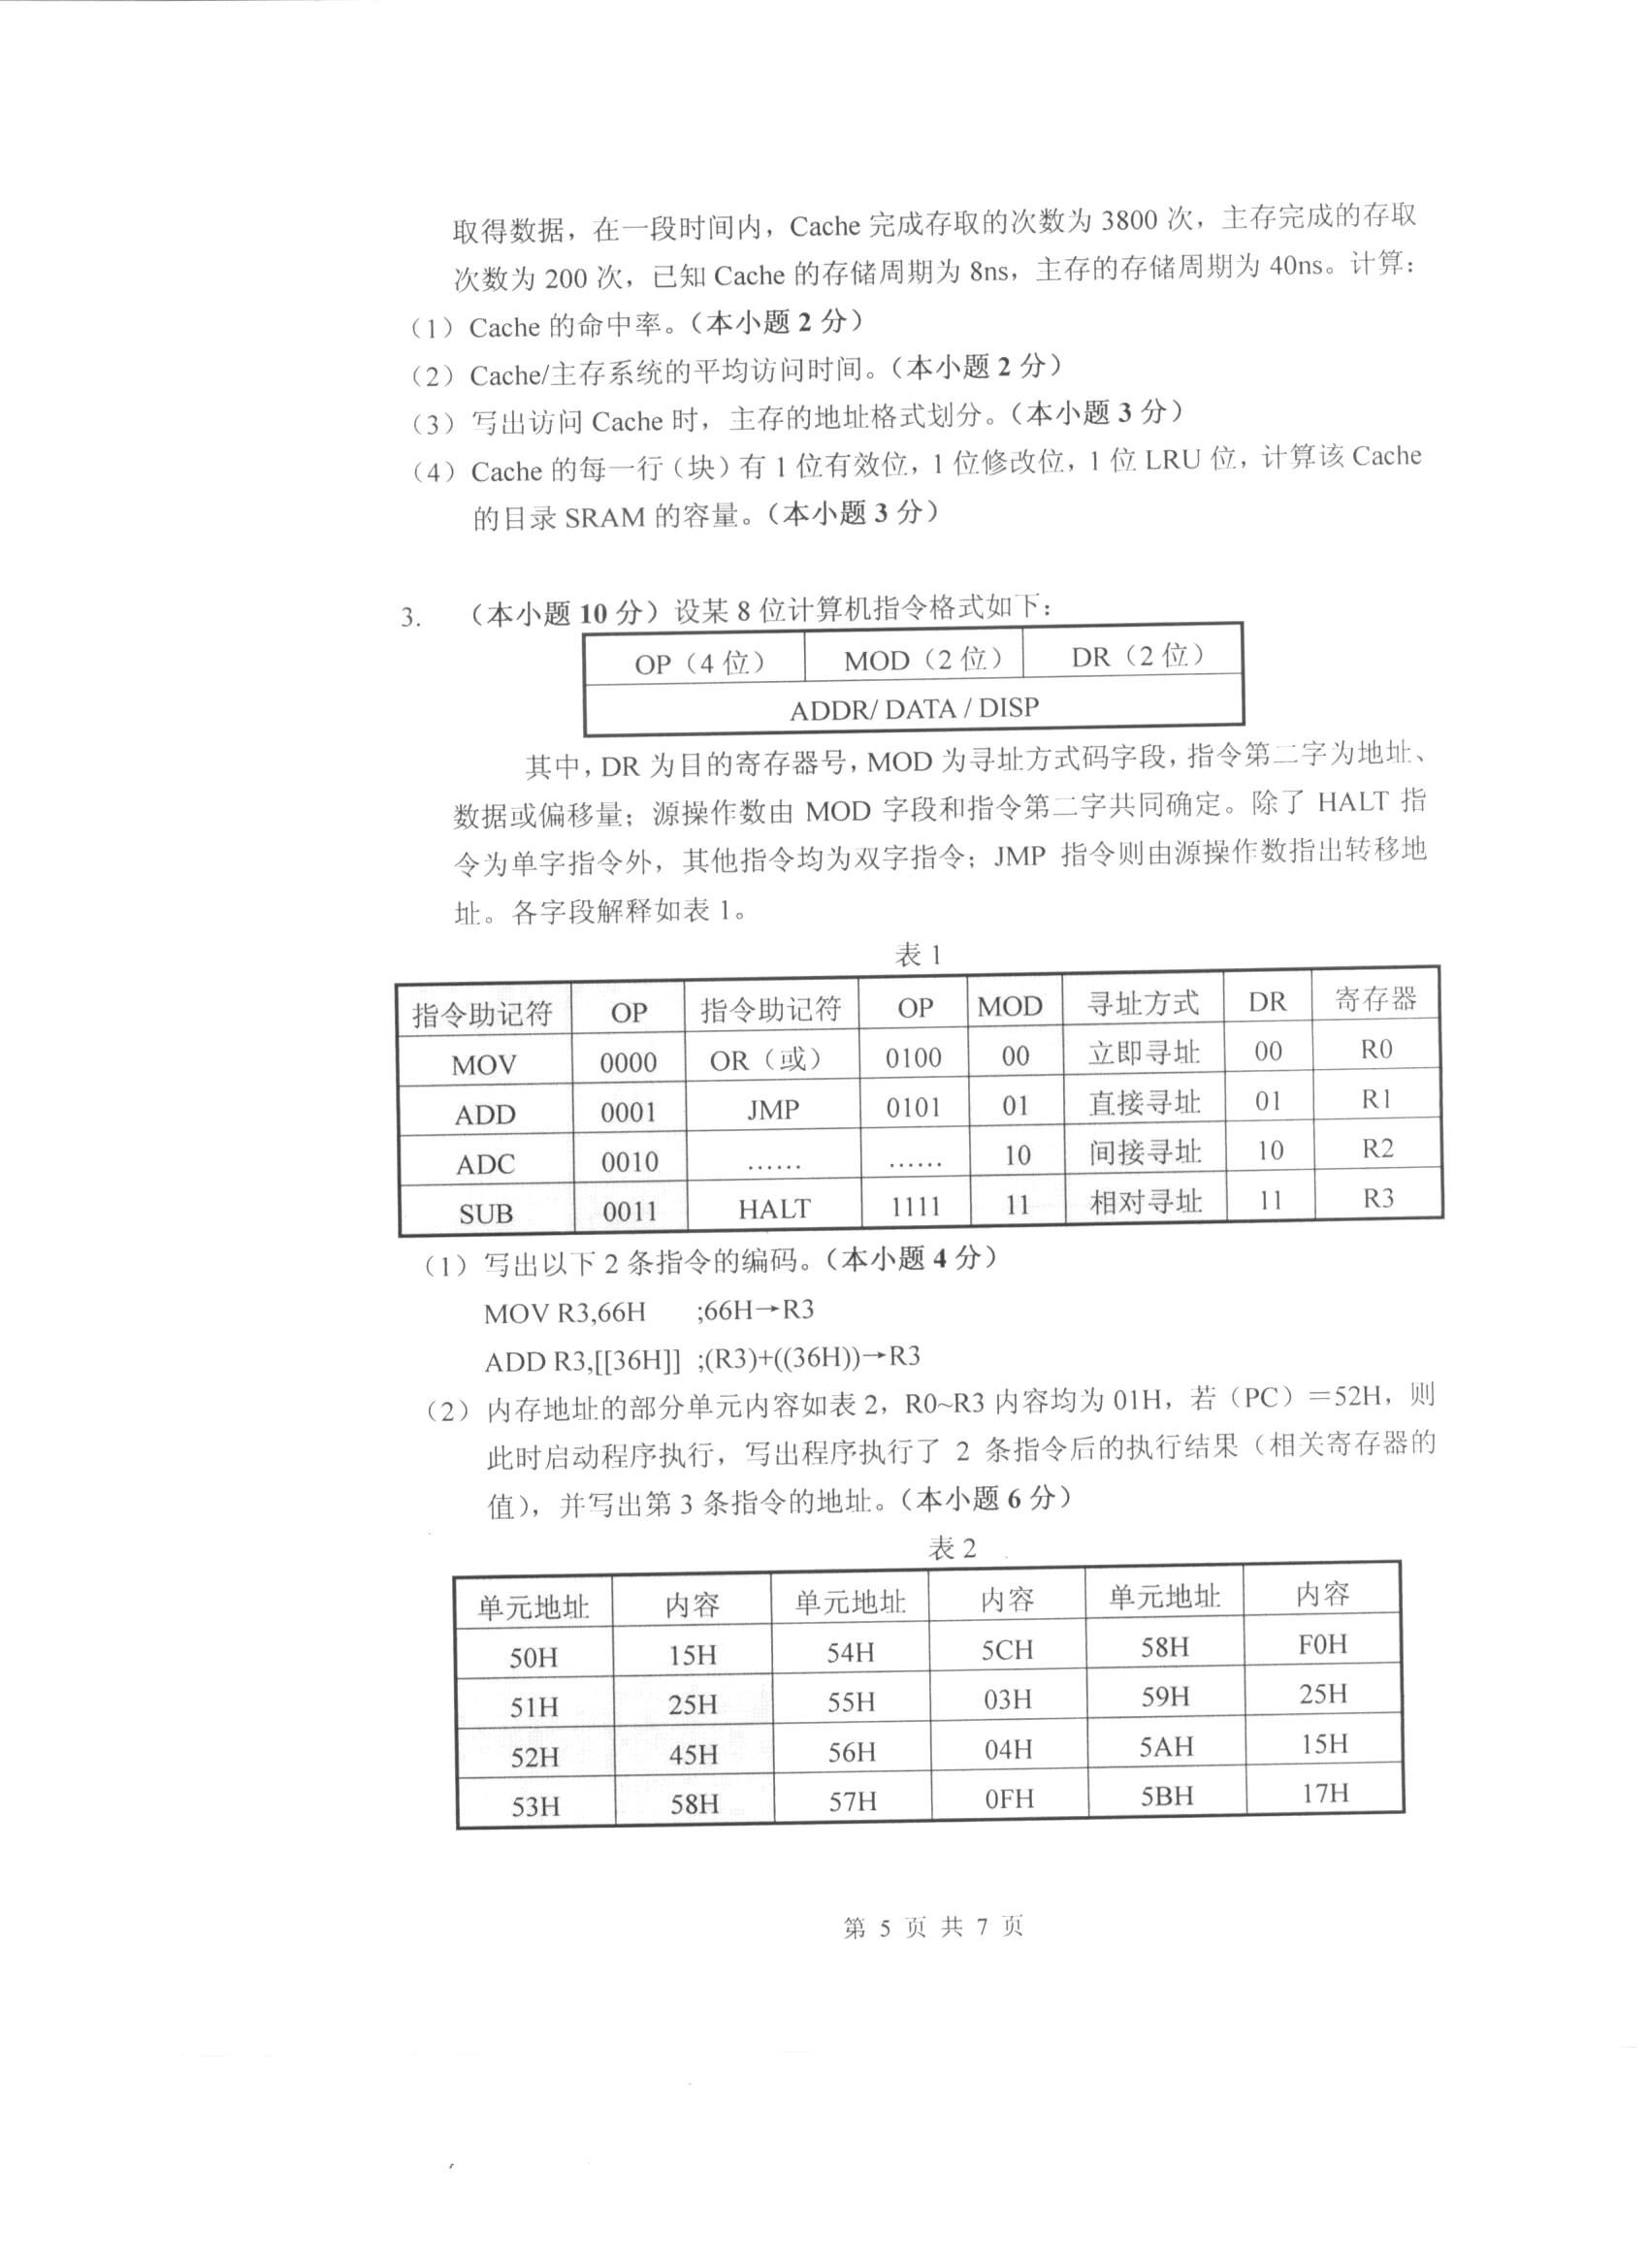 取得数据，在一段时间内，Cache 完成存取的次数为 3800 次，主存完成的存取
次数为 200 次，已知 Cache 的存储周期为 8ns，主存的存储周期为 40ns。计算：
（1）Cache 的命中率。（本小题 2 分）
（2）Cache/主存系统的平均访问时间。（本小题 2 分）
（3）写出访问 Cache 时，主存的地址格式划分。（本小题 3 分）
（4）Cache 的每一行（块）有 1 位有效位，1 位修改位，1 位 LRU 位，计算该 Cache
的目录 SRAM 的容量。（本小题 3 分）
3. （本小题 10 分）设某 8 位计算机指令格式如下：
OP（4 位） MOD（2 位） DR（2 位）
ADDR/ DATA / DISP
其中，DR 为目的寄存器号，MOD 为寻址方式码字段，指令第二字为地址、
数据或偏移量；源操作数由 MOD 字段和指令第二字共同确定。除了 HALT 指
令为单字指令外，其他指令均为双字指令；JMP 指令则由源操作数指出转移地
址。各字段解释如表 1。
表 1
指令助记符 OP 指令助记符 OP MOD 寻址方式 DR 寄存器
MOV 0000 OR（或） 0100 00 立即寻址 00 R0
ADD 0001 JMP 0101 01 直接寻址 01 R1
ADC 0010 …… …… 10 间接寻址 10 R2
SUB 0011 HALT 1111 11 相对寻址 11 R3
（1）写出以下 2 条指令的编码。（本小题 4 分）
MOV R3,66H ;66H→R3
ADD R3,[[36H]] ;(R3)+((36H))→R3
（2）内存地址的部分单元内容如表 2，R0~R3 内容均为 01H，若（PC）＝52H，则
此时启动程序执行，写出程序执行了 2 条指令后的执行结果（相关寄存器的
值），并写出第 3 条指令的地址。（本小题 6 分）
表 2
单元地址 内容 单元地址 内容 单元地址 内容
50H 15H 54H 5CH 58H F0H
51H 25H 55H 03H 59H 25H
52H 45H 56H 04H 5AH 15H
53H 58H 57H 0FH 5BH 17H
第 5 页 共 7 页